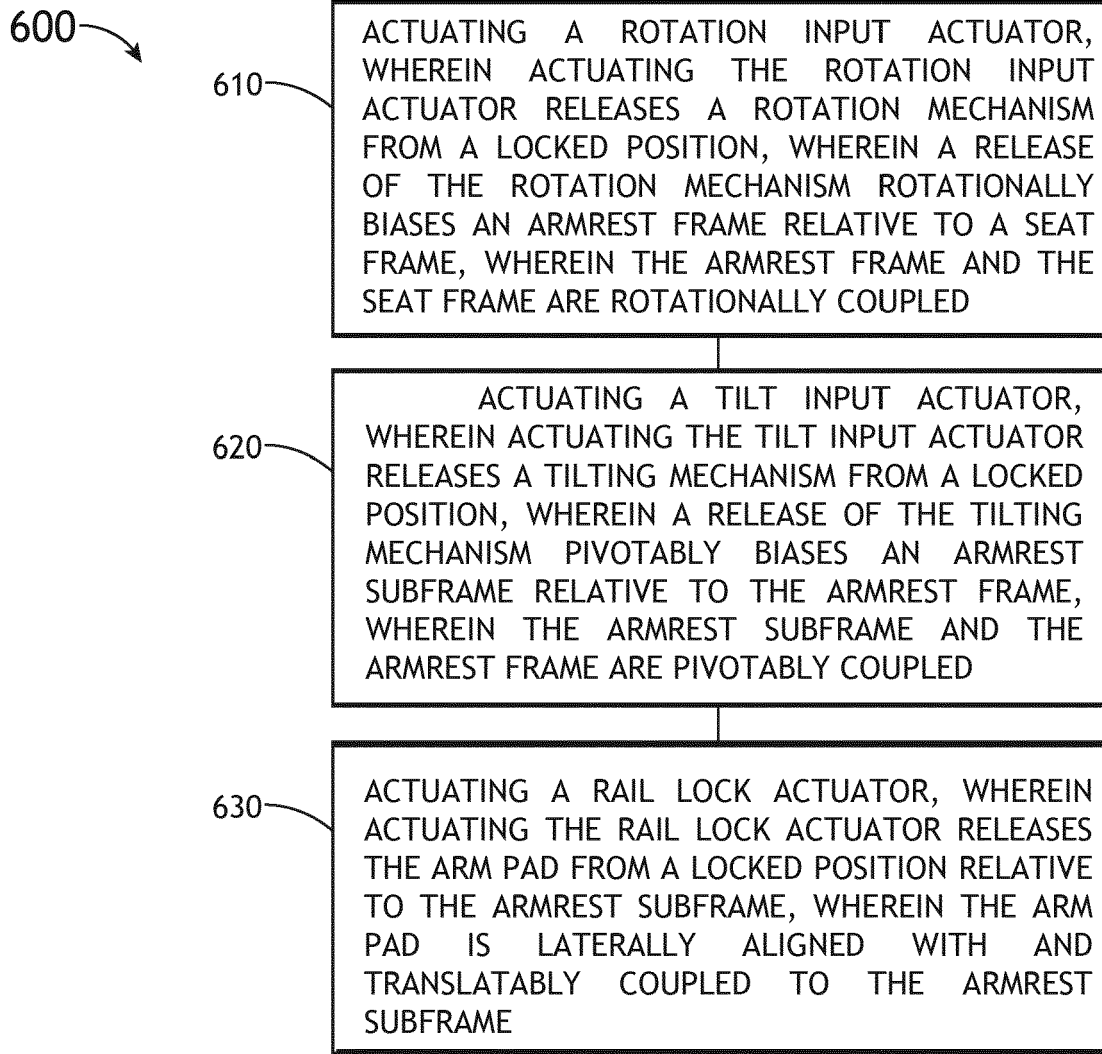 600
610
ACTUATING A ROTATION INPUT ACTUATOR,
WHEREIN ACTUATING THE ROTATION INPUT
ACTUATOR RELEASES A ROTATION MECHANISM
FROM A LOCKED POSITION, WHEREIN A RELEASE
OF THE ROTATION MECHANISM ROTATIONALLY
BIASES AN ARMREST FRAME RELATIVE TO A SEAT
FRAME, WHEREIN THE ARMREST FRAME AND THE
SEAT FRAME ARE ROTATIONALLY COUPLED
620
ACTUATING A TILT INPUT ACTUATOR,
WHEREIN ACTUATING THE TILT INPUT ACTUATOR
RELEASES A TILTING MECHANISM FROM A LOCKED
POSITION, WHEREIN A RELEASE OF THE TILTING
MECHANISM PIVOTABLY BIASES AN ARMREST
SUBFRAME RELATIVE TO THE ARMREST FRAME,
WHEREIN THE ARMREST SUBFRAME AND THE
ARMREST FRAME ARE PIVOTABLY COUPLED
630
ACTUATING A RAIL LOCK ACTUATOR, WHEREIN
ACTUATING THE RAIL LOCK ACTUATOR RELEASES
THE ARM PAD FROM A LOCKED POSITION RELATIVE
TO THE ARMREST SUBFRAME, WHEREIN THE ARM
PAD IS LATERALLY ALIGNED WITH AND
TRANSLATABLY COUPLED TO THE ARMREST
SUBFRAME